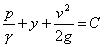 p/γ + y + v²/2g = C